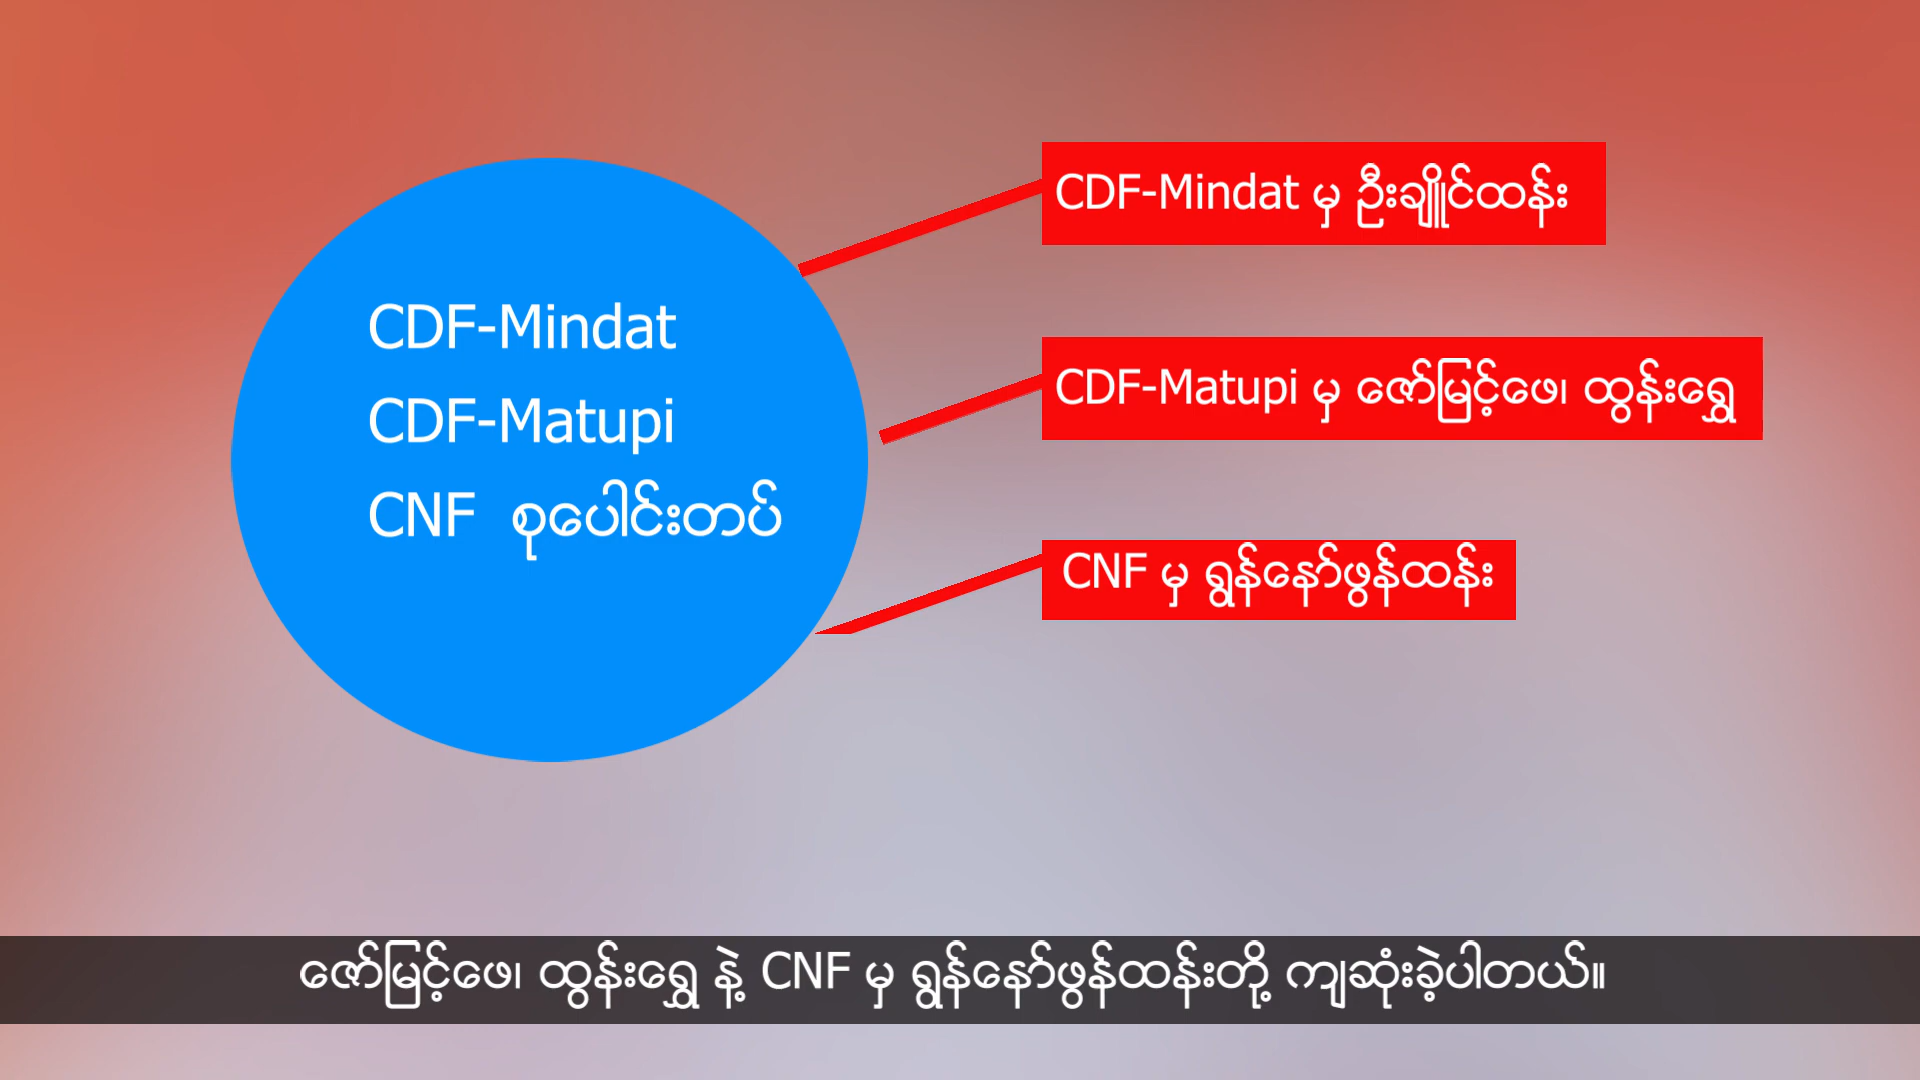 CDF-Mindat
CDF-Matupi
CNF စုပေါင်းတပ်
CDF-Mindat မှ ဦးချိူင်ထန်း
CDF-Matupi မှ ဇော်မြင့်ဖေ၊ ထွန်းရွှေ
CNF မှ ရွှန်နော်ဖွန်ထန်း
ဇော်မြင့်ဖေ၊ ထွန်းရွှေ နဲ့ CNF မှ ရွှန်နော်ဖွန်ထန်းတို့ ကျဆုံးခဲ့ပါတယ်။